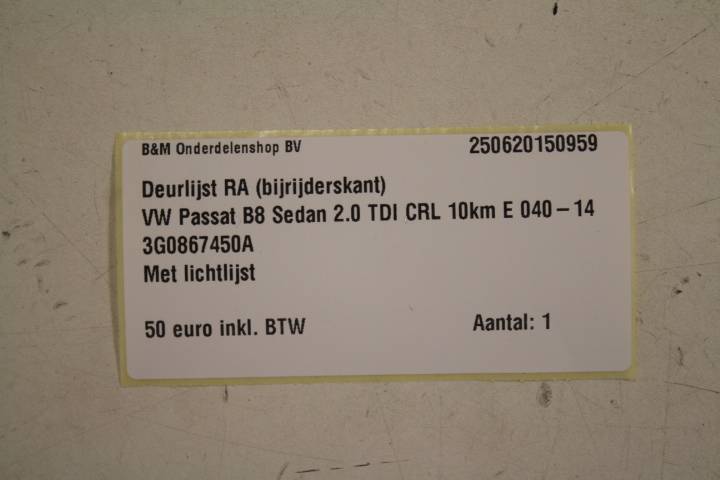 B&M Onderdelenshop BV 250620150959
Deurlijst RA (bijrijderskant)
VW Passat B8 Sedan 2.0 TDI CRL 10km E 040-14
3G0867450A
Met lichtlijst
50 euro inkl. BTW Aantal: 1